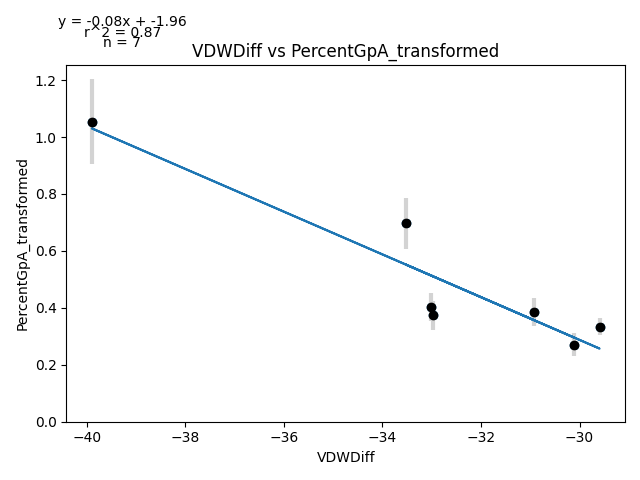 y = -0.08x + -1.96
r^2 = 0.87
n = 7
VDWDiff vs PercentGpA_transformed
PercentGpA_transformed
1.2
1.0
0.8
0.6
0.4
0.2
0.0
−40 −38 −36 −34 −32 −30
VDWDiff